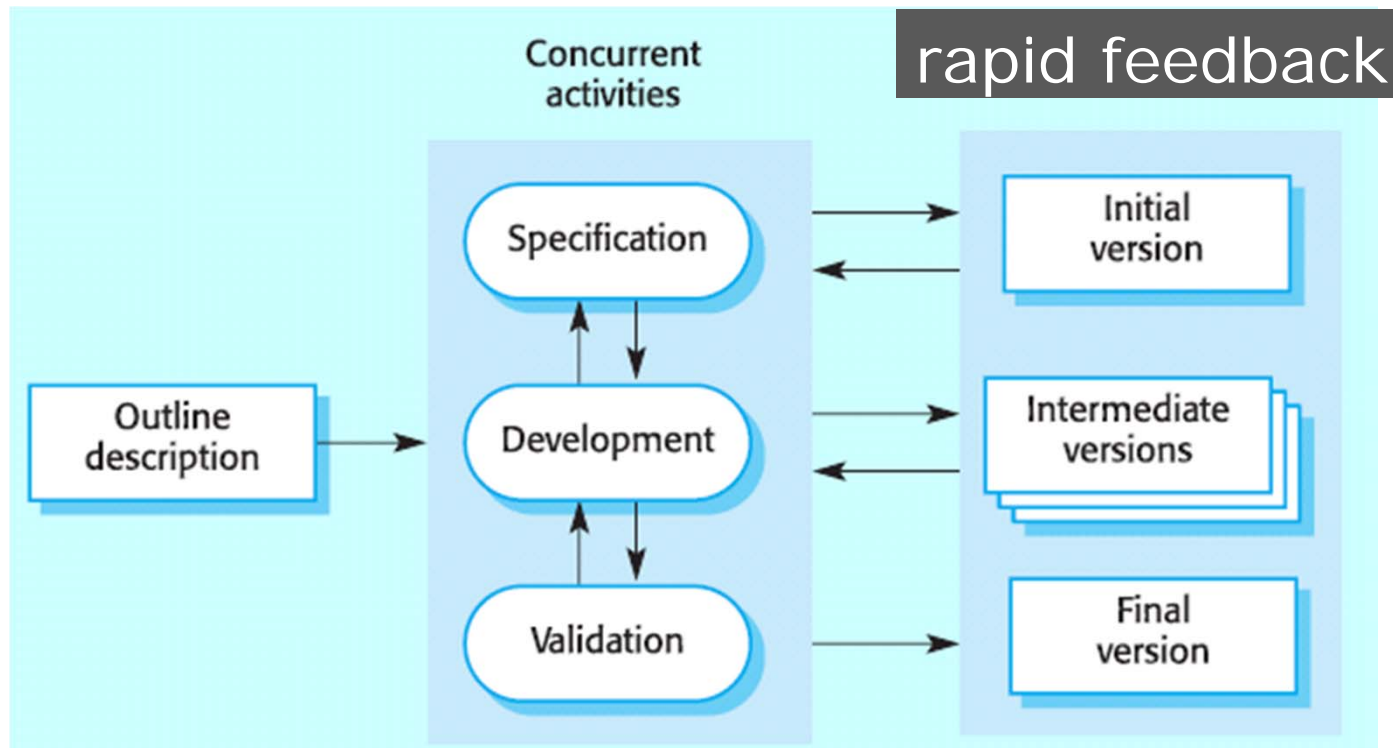 Concurrent
activities
rapid feedback
Specification
Initial
version
Outline
description
Development
Intermediate
versions
Validation
Final
version